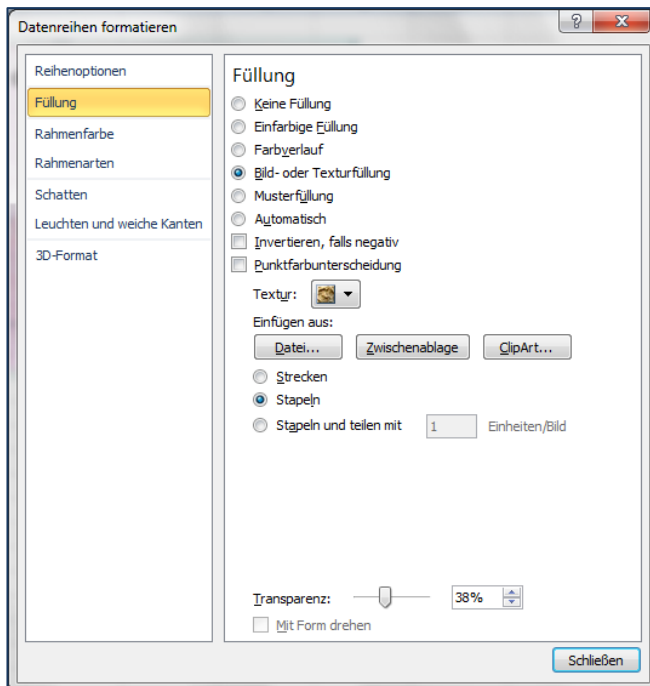 Datenreihen formatieren
?
Reihenoptionen
Füllung
Rahmenfarbe
Rahmenarten
Schatten
Leuchten und weiche Kanten
3D-Format
Füllung
Keine Füllung
Einfarbige Füllung
Farbverlauf
Bild- oder Texturfüllung
Musterfüllung
Automatisch
Invertieren, falls negativ
Punktfarbunterscheidung
Textur:
Einfügen aus:
Datei... Zwischenablage ClipArt...
Strecken
Stapeln
Stapeln und teilen mit 1 Einheiten/Bild
Transparenz: 38%
Mit Form drehen
Schließen